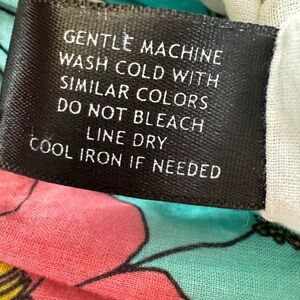 GENTLE MACHINE
WASH COLD WITH
SIMILAR COLORS
DO NOT BLEACH
LINE DRY
COOL IRON IF NEEDED